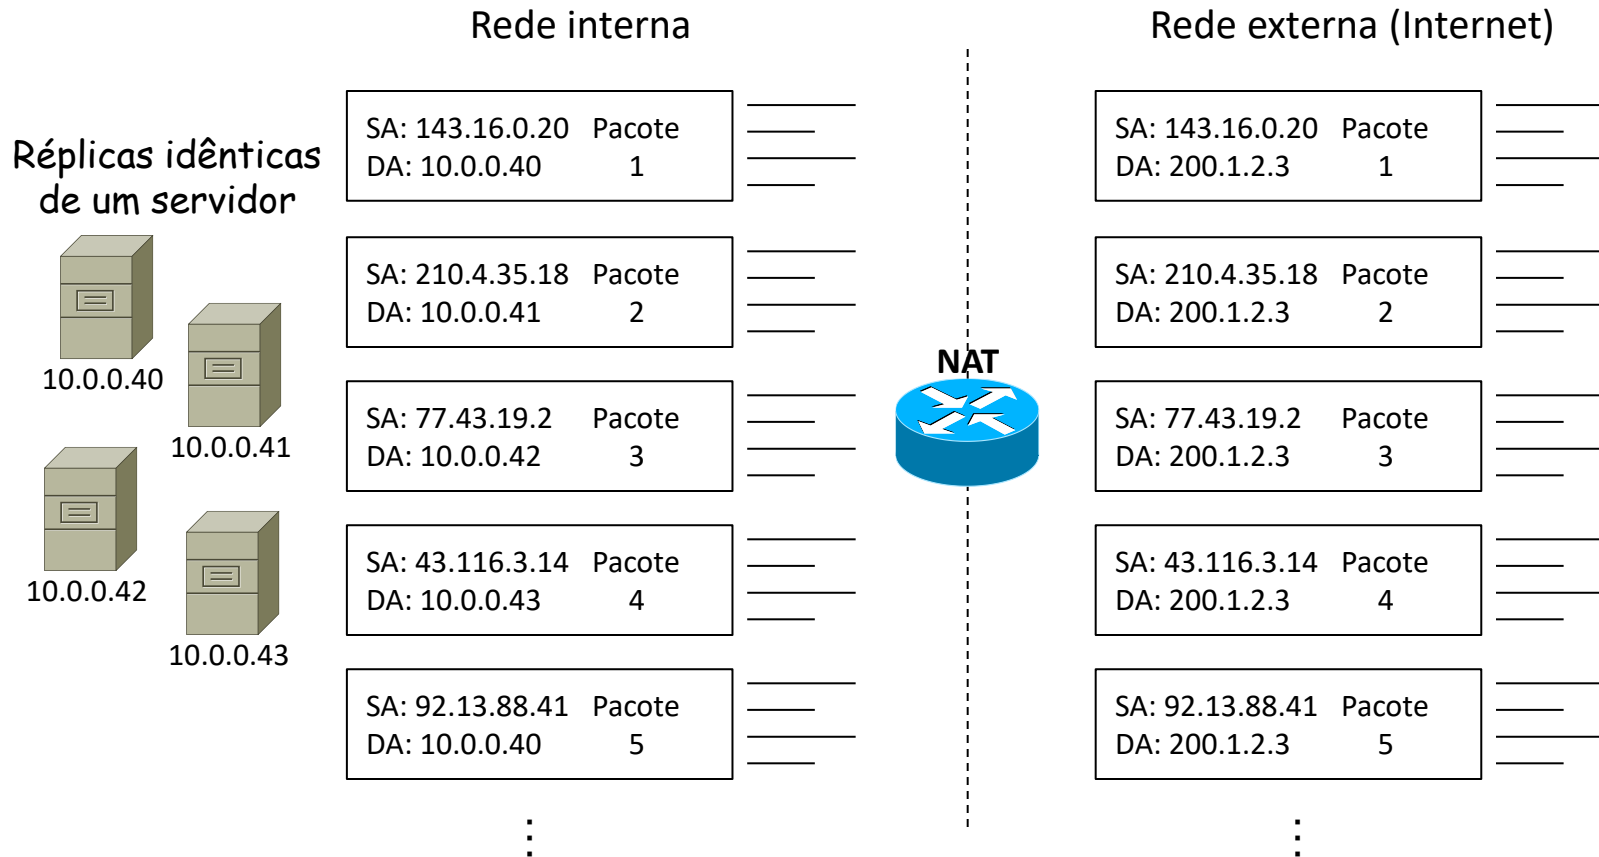 Rede interna
Rede externa (Internet)
Réplicas idênticas
de um servidor
10.0.0.40
10.0.0.41
10.0.0.42
10.0.0.43
SA: 143.16.0.20 Pacote
DA: 10.0.0.40 1
SA: 210.4.35.18 Pacote
DA: 10.0.0.41 2
SA: 77.43.19.2 Pacote
DA: 10.0.0.42 3
SA: 43.116.3.14 Pacote
DA: 10.0.0.43 4
SA: 92.13.88.41 Pacote
DA: 10.0.0.40 5
NAT
SA: 143.16.0.20 Pacote
DA: 200.1.2.3 1
SA: 210.4.35.18 Pacote
DA: 200.1.2.3 2
SA: 77.43.19.2 Pacote
DA: 200.1.2.3 3
SA: 43.116.3.14 Pacote
DA: 200.1.2.3 4
SA: 92.13.88.41 Pacote
DA: 200.1.2.3 5